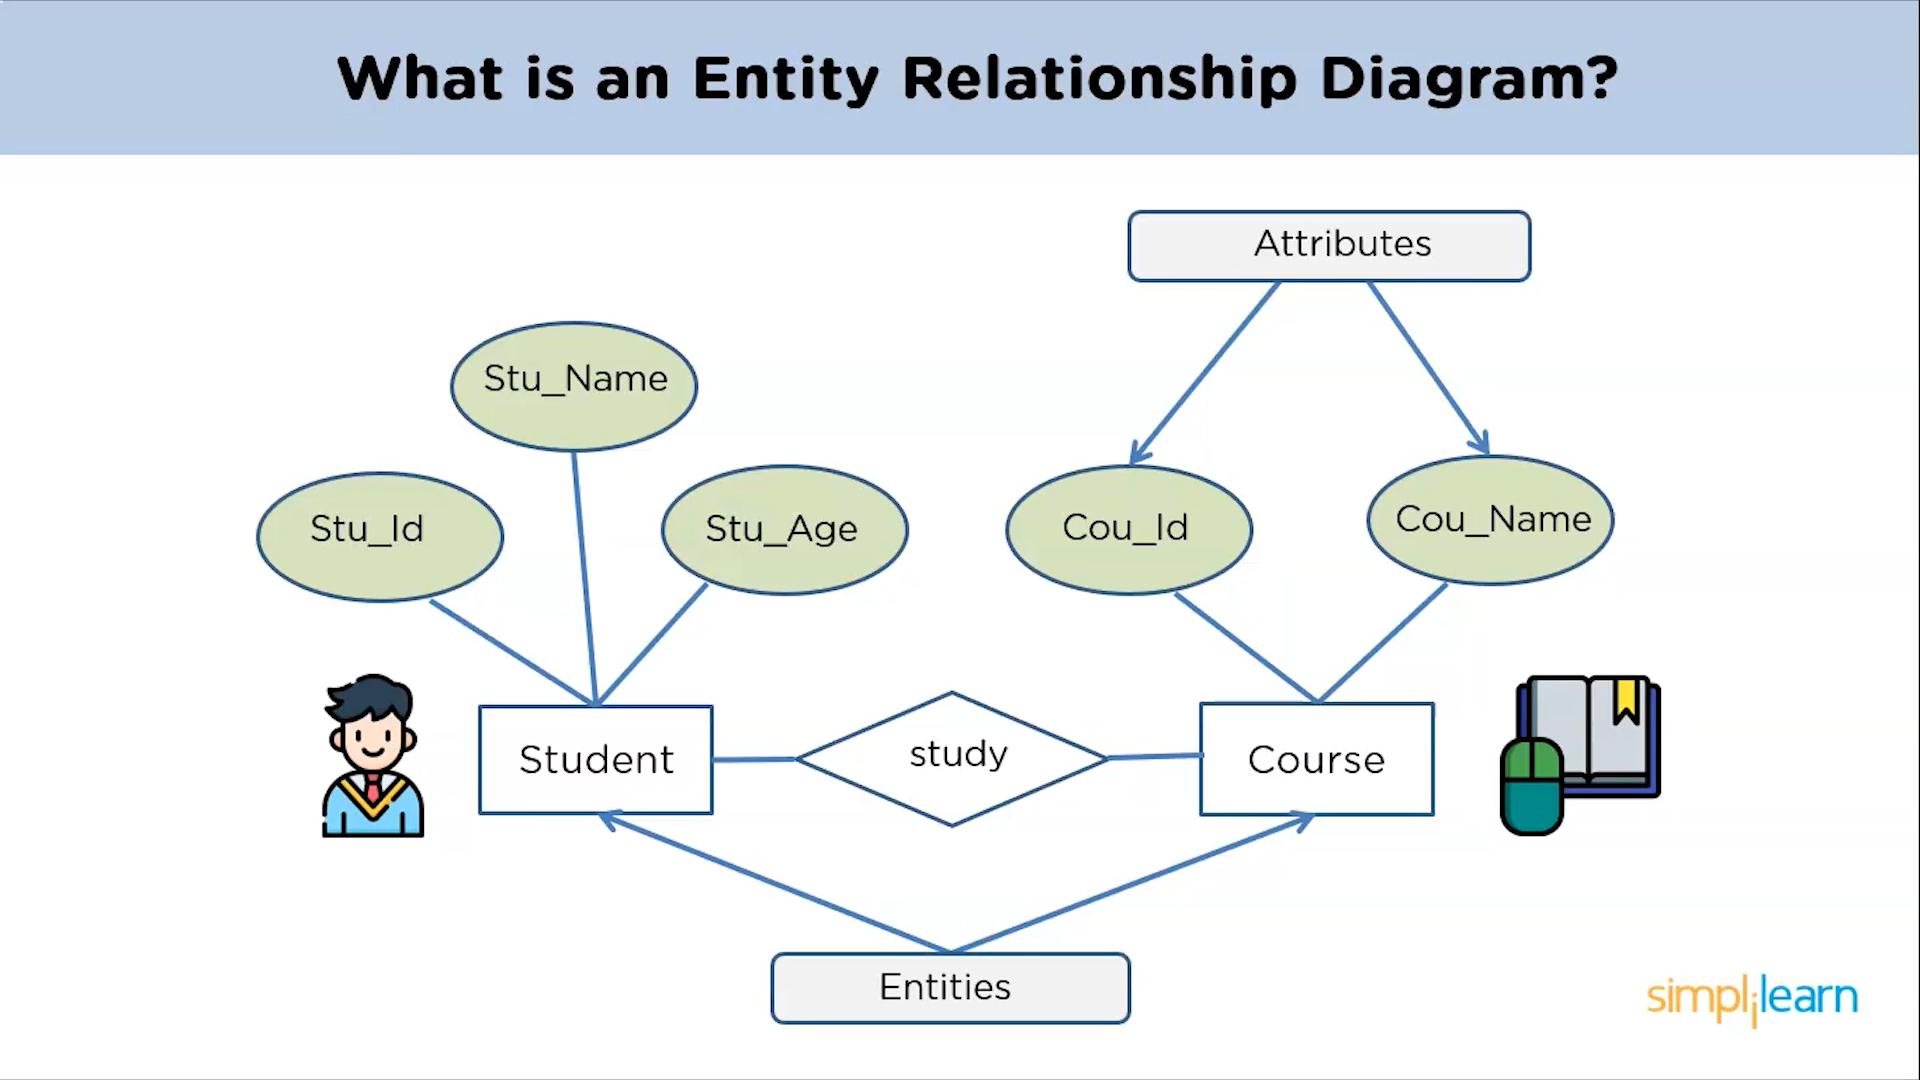 What is an Entity Relationship Diagram?
Attributes
Stu_Name
Stu_Id
Stu_Age
Cou_Id
Cou_Name
Student
study
Course
Entities
simplilearn